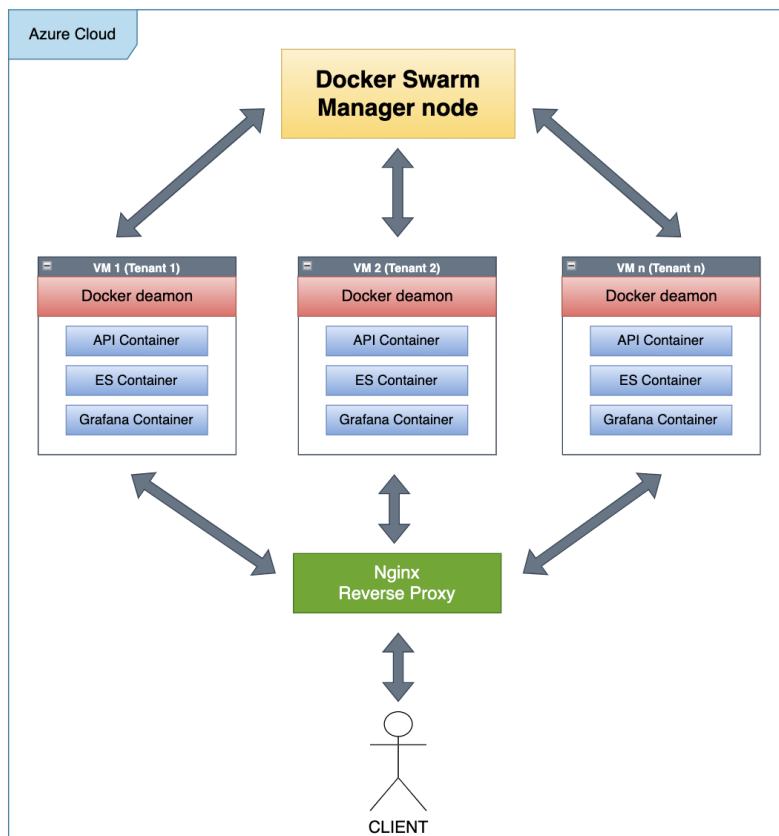 Azure Cloud
Docker Swarm
Manager node
VM 1 (Tenant 1)
Docker deamon
API Container
ES Container
Grafana Container
VM 2 (Tenant 2)
Docker deamon
API Container
ES Container
Grafana Container
VM n (Tenant n)
Docker deamon
API Container
ES Container
Grafana Container
Nginx
Reverse Proxy
CLIENT